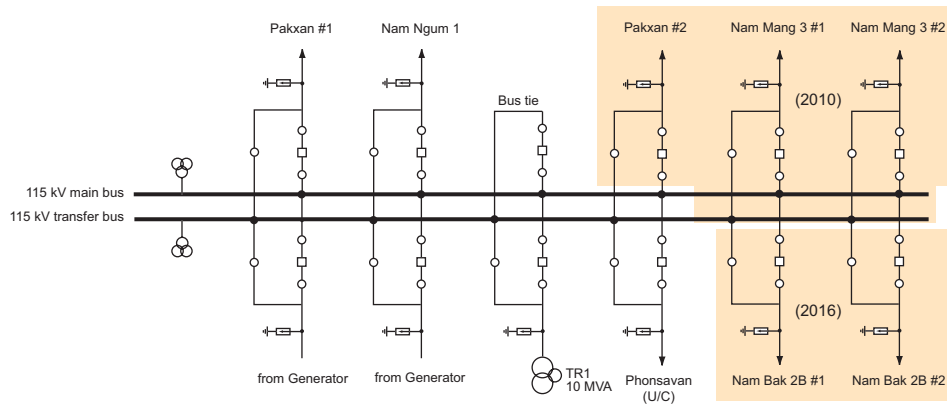 Pakxan #1
Nam Ngum 1
Pakxan #2
Nam Mang 3 #1
Nam Mang 3 #2
Bus tie
(2010)
115 kV main bus
115 kV transfer bus
(2016)
from Generator
from Generator
TR1
10 MVA
Phonsavan
(U/C)
Nam Bak 2B #1
Nam Bak 2B #2